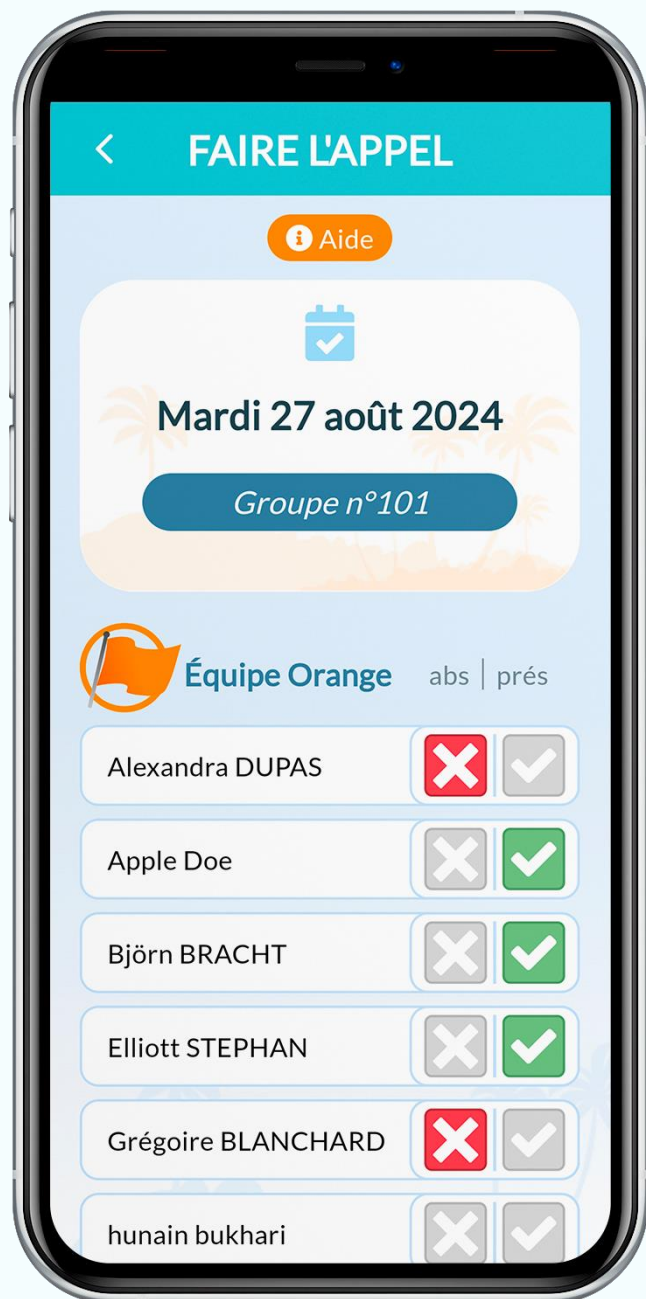 FAIRE L'APPEL
Aide
Mardi 27 août 2024
Groupe n°101
Équipe Orange abs | prés
Alexandra DUPAS
Apple Doe
Björn BRACHT
Elliott STEPHAN
Grégoire BLANCHARD
hunain bukhari